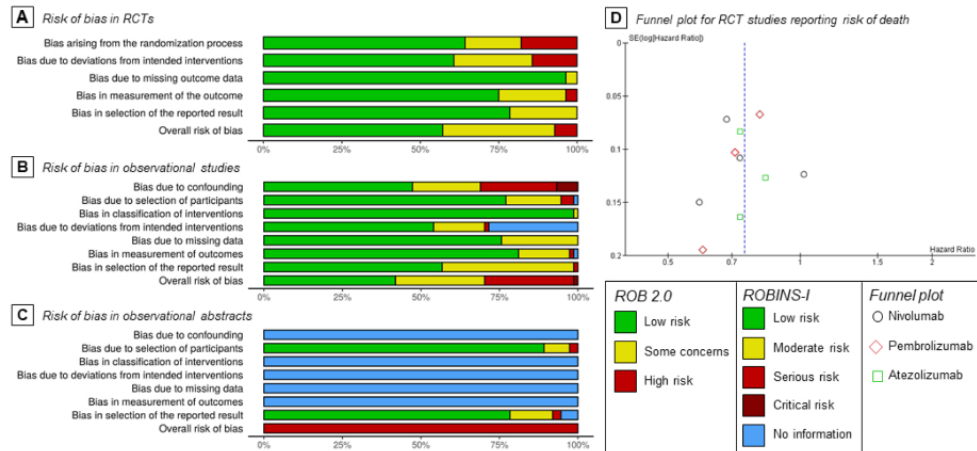 A Risk of bias in RCTs
Bias arising from the randomization process
Bias due to deviations from intended interventions
Bias due to missing outcome data
Bias in measurement of the outcome
Bias in selection of the reported result
Overall risk of bias
0% 25% 50% 75% 100%
B Risk of bias in observational studies
Bias due to confounding
Bias due to selection of participants
Bias in classification of interventions
Bias due to deviations from intended interventions
Bias due to missing data
Bias in measurement of outcomes
Bias in selection of the reported result
Overall risk of bias
0% 25% 50% 75% 100%
C Risk of bias in observational abstracts
Bias due to confounding
Bias due to selection of participants
Bias in classification of interventions
Bias due to deviations from intended interventions
Bias due to missing data
Bias in measurement of outcomes
Bias in selection of the reported result
Overall risk of bias
0% 25% 50% 75% 100%
D Funnel plot for RCT studies reporting risk of death
SE(log[Hazard Ratio])
0
0.05
0.1
0.15
0.2
Hazard Ratio
0.5 0.7 1 1.5 2
ROB 2.0
Low risk
Some concerns
High risk
ROBINS-I
Low risk
Moderate risk
Serious risk
Critical risk
No information
Funnel plot
Nivolumab
Pembrolizumab
Atezolizumab